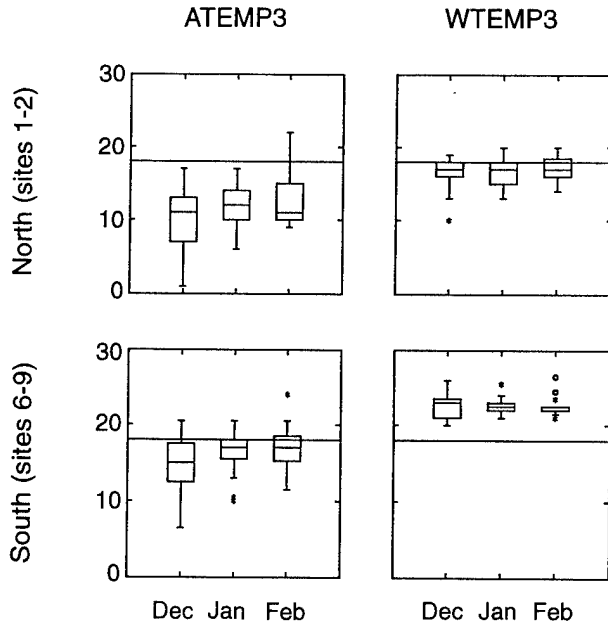 ATEMP3 WTEMP3
North (sites 1-2)
30
20
10
0
South (sites 6-9)
30
20
10
0
Dec Jan Feb Dec Jan Feb